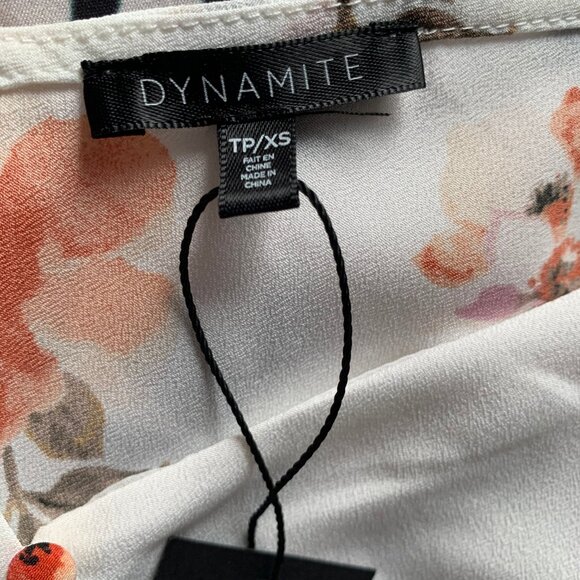 DYNAMITE
TP/XS
FAIT EN
CHINE
MADE IN
CHINA